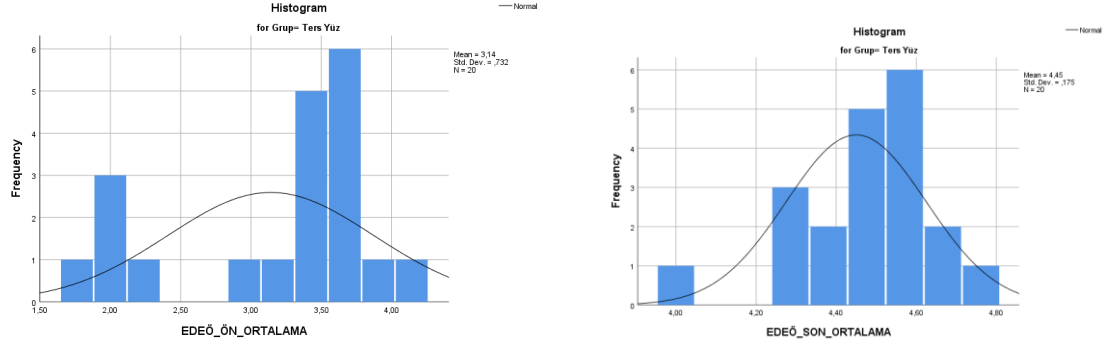 Histogram
for Grup= Ters Yüz
Normal
Mean = 3,14
Std. Dev. = ,732
N = 20
Frequency
6
5
4
3
2
1
0
1,50 2,00 2,50 3,00 3,50 4,00
EDEÖ_ÖN_ORTALAMA
Histogram
for Grup= Ters Yüz
Normal
Mean = 4,45
Std. Dev. = ,175
N = 20
Frequency
6
5
4
3
2
1
0
4,00 4,20 4,40 4,60 4,80
EDEÖ_SON_ORTALAMA